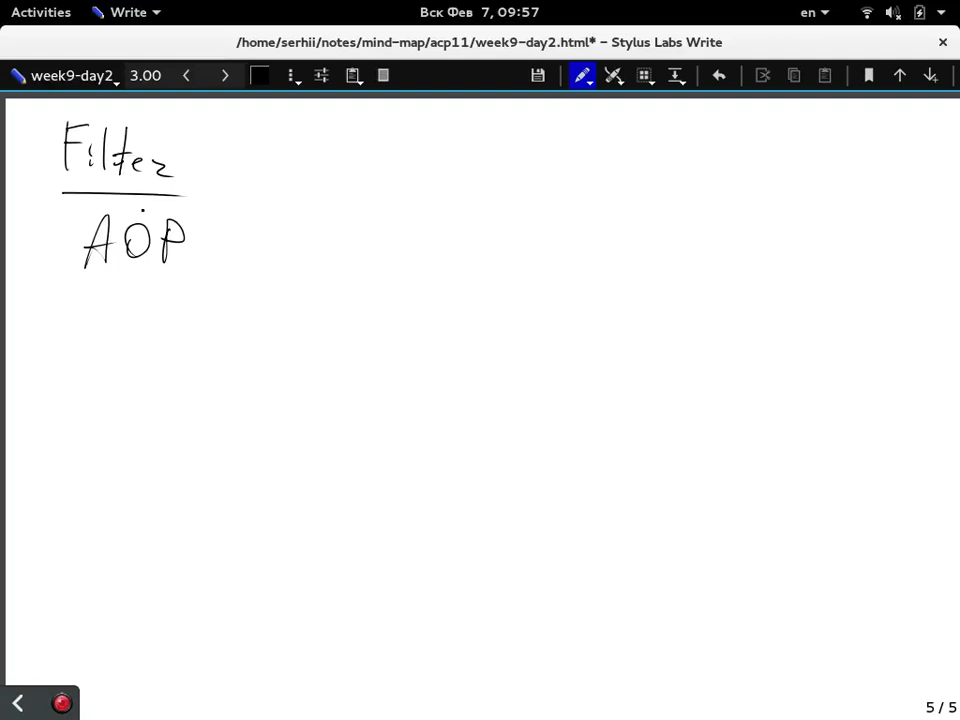 Activities Write Вск Фев 7, 09:57 en
/home/serhii/notes/mind-map/acp11/week9-day2.html* – Stylus Labs Write
week9-day2 3.00
Filter
AOP
5 / 5